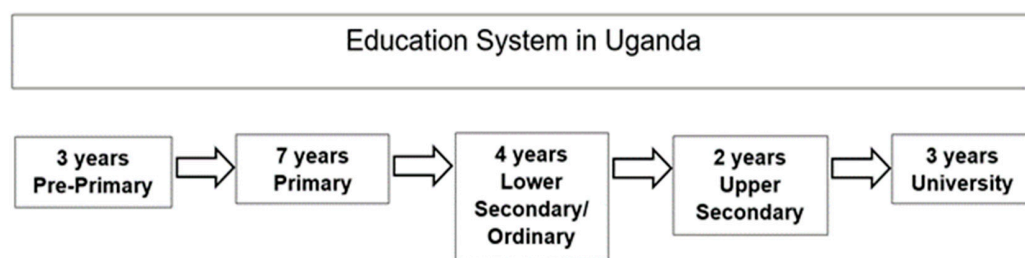 Education System in Uganda
3 years
Pre-Primary
7 years
Primary
4 years
Lower
Secondary/
Ordinary
2 years
Upper
Secondary
3 years
University